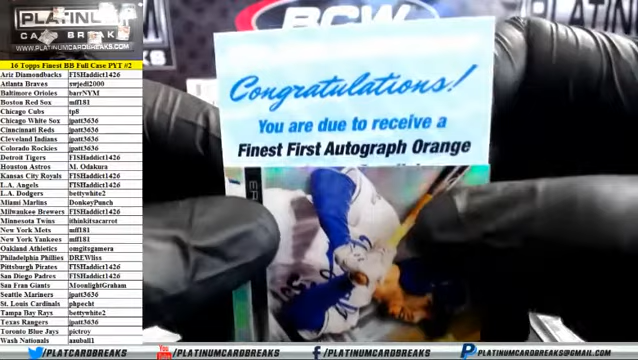 BCW
PLATINUM
CARD BREAKS
WWW.PLATINUMCARDBREAKS.COM
16 Topps Finest BB Full Case PYT #2
Ariz Diamondbacks FISHaddict1426
Atlanta Braves swjedi2000
Baltimore Orioles barrNYM
Boston Red Sox mff181
Chicago Cubs tp8
Chicago White Sox jpatt3636
Cincinnati Reds jpatt3636
Cleveland Indians jpatt3636
Colorado Rockies jpatt3636
Detroit Tigers FISHaddict1426
Houston Astros M. Odakura
Kansas City Royals FISHaddict1426
L.A. Angels FISHaddict1426
L.A. Dodgers bettywhite2
Miami Marlins DonkeyPunch
Milwaukee Brewers FISHaddict1426
Minnesota Twins ithinkitsacarrot
New York Mets mff181
New York Yankees mff181
Oakland Athletics omgitsgamera
Philadelphia Phillies DREWliss
Pittsburgh Pirates FISHaddict1426
San Diego Padres FISHaddict1426
San Fran Giants MoonlightGraham
Seattle Mariners jpatt3636
St. Louis Cardinals phpecht
Tampa Bay Rays bettywhite2
Texas Rangers jpatt3636
Toronto Blue Jays pictroy
Wash Nationals aauball1
Congratulations!
You are due to receive a
Finest First Autograph Orange
/PLATCARDBREAKS
/PLATINUMCARDBREAKS
/PLATINUMCARDBREAKS
@PLATINUMCARDBREAKS.COM